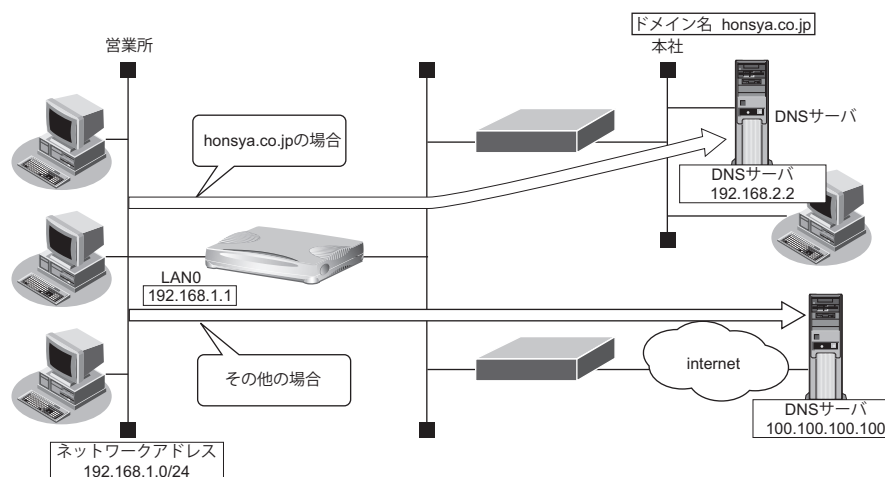 ドメイン名 honsya.co.jp
営業所
本社
DNSサーバ
honsya.co.jpの場合
DNSサーバ
192.168.2.2
LAN0
192.168.1.1
その他の場合
internet
DNSサーバ
100.100.100.100
ネットワークアドレス
192.168.1.0/24